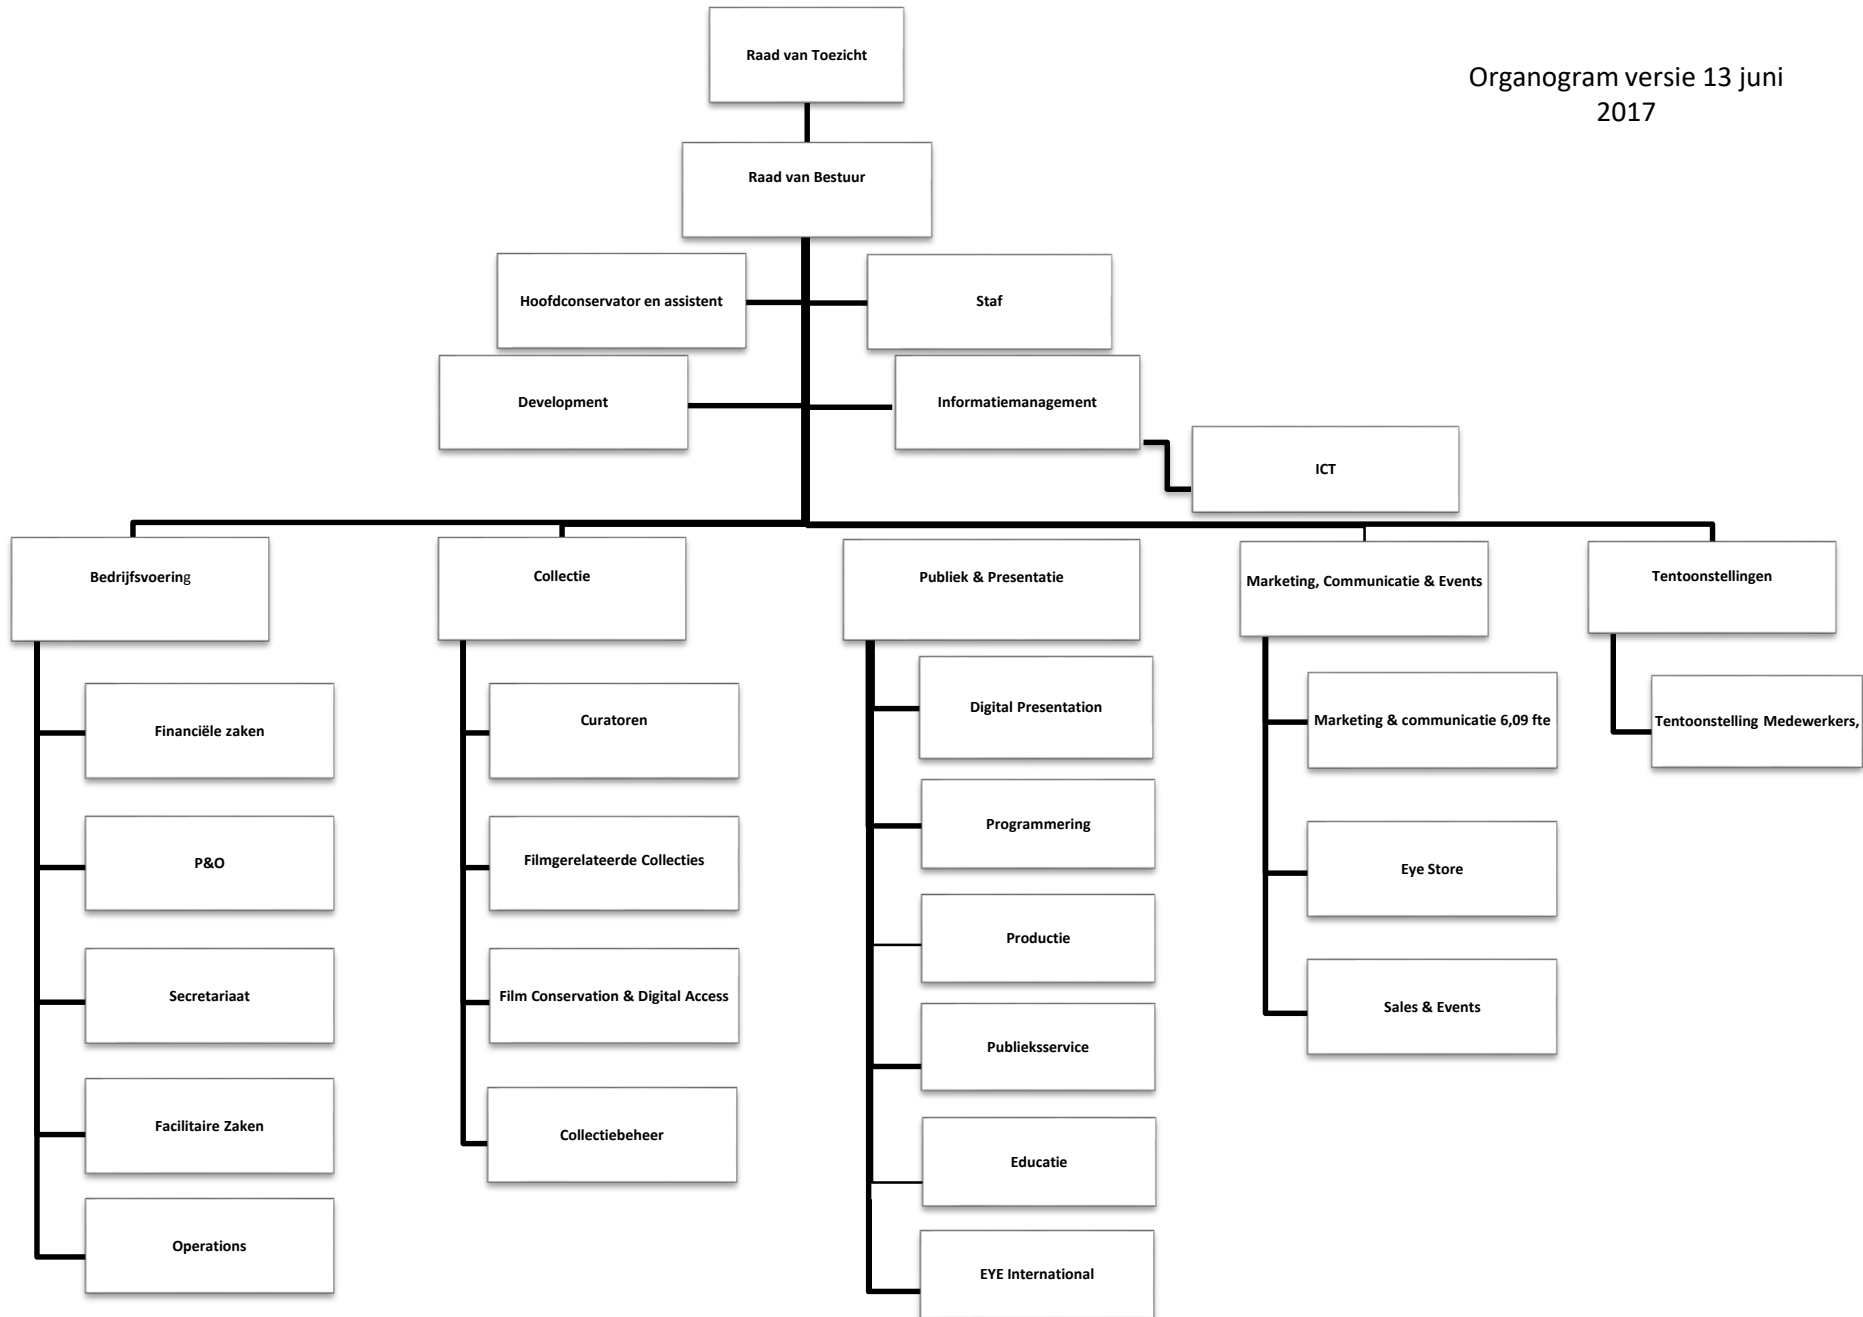 Raad van Toezicht
Organogram versie 13 juni
2017
Raad van Bestuur
Hoofdconservator en assistent
Staf
Development
Informatiemanagement
ICT
Bedrijfsvoering
Collectie
Publiek & Presentatie
Marketing, Communicatie & Events
Tentoonstellingen
Financiële zaken
P&O
Secretariaat
Facilitaire Zaken
Operations
Curatoren
Filmgerelateerde Collecties
Film Conservation & Digital Access
Collectiebeheer
Digital Presentation
Programmering
Productie
Publieksservice
Educatie
EYE International
Marketing & communicatie 6,09 fte
Eye Store
Sales & Events
Tentoonstelling Medewerkers,